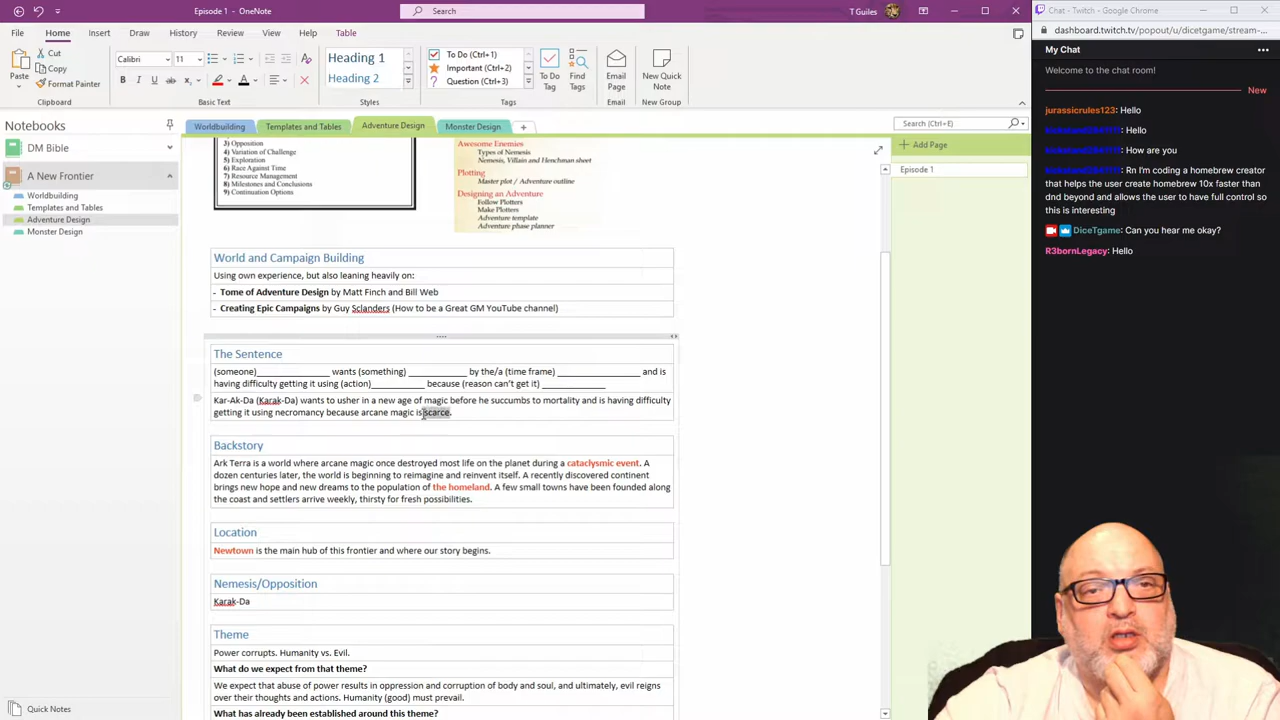 Episode 1 - OneNote
Search
T Guiles
Chat - Twitch - Google Chrome
dashboard.twitch.tv/popout/u/dicetgame/stream-
File Home Insert Draw History Review View Help Table
Paste
Cut
Copy
Format Painter
Clipboard
Calibri 11
B I U
Basic Text
Heading 1
Heading 2
Styles
To Do (Ctrl+1)
Important (Ctrl+2)
Question (Ctrl+3)
To Do Tag
Find Tags
Tags
Email Page
Email
New Quick Note
New Group
Notebooks
DM Bible
A New Frontier
Worldbuilding
Templates and Tables
Adventure Design
Monster Design
Quick Notes
Worldbuilding Templates and Tables Adventure Design Monster Design +
Search (Ctrl+E)
Add Page
Episode 1
3) Opposition
4) Variation of Challenge
5) Exploration
6) Race Against Time
7) Resource Management
8) Milestones and Conclusions
9) Continuation Options
Awesome Enemies
Types of Nemesis
Nemesis, Villain and Henchman sheet
Plotting
Master plot / Adventure outline
Designing an Adventure
Follow Plotters
Make Plotters
Adventure template
Adventure phase planner
World and Campaign Building
Using own experience, but also leaning heavily on:
- Tome of Adventure Design by Matt Finch and Bill Web
- Creating Epic Campaigns by Guy Sclanders (How to be a Great GM YouTube channel)
The Sentence
(someone)______________ wants (something) ___________ by the/a (time frame) ________________ and is
having difficulty getting it using (action)__________ because (reason can't get it) ____________
Kar-Ak-Da (Karak-Da) wants to usher in a new age of magic before he succumbs to mortality and is having difficulty
getting it using necromancy because arcane magic is scarce.
Backstory
Ark Terra is a world where arcane magic once destroyed most life on the planet during a cataclysmic event. A
dozen centuries later, the world is beginning to reimagine and reinvent itself. A recently discovered continent
brings new hope and new dreams to the population of the homeland. A few small towns have been founded along
the coast and settlers arrive weekly, thirsty for fresh possibilities.
Location
Newtown is the main hub of this frontier and where our story begins.
Nemesis/Opposition
Karak-Da
Theme
Power corrupts. Humanity vs. Evil.
What do we expect from that theme?
We expect that abuse of power results in oppression and corruption of body and soul, and ultimately, evil reigns
over their thoughts and actions. Humanity (good) must prevail.
What has already been established around this theme?
My Chat
Welcome to the chat room!
New
jurassicrules123: Hello
Hello
How are you
Rn I'm coding a homebrew creator
that helps the user create homebrew 10x faster than
dnd beyond and allows the user to have full control so
this is interesting
DiceTgame: Can you hear me okay?
R3bornLegacy: Hello